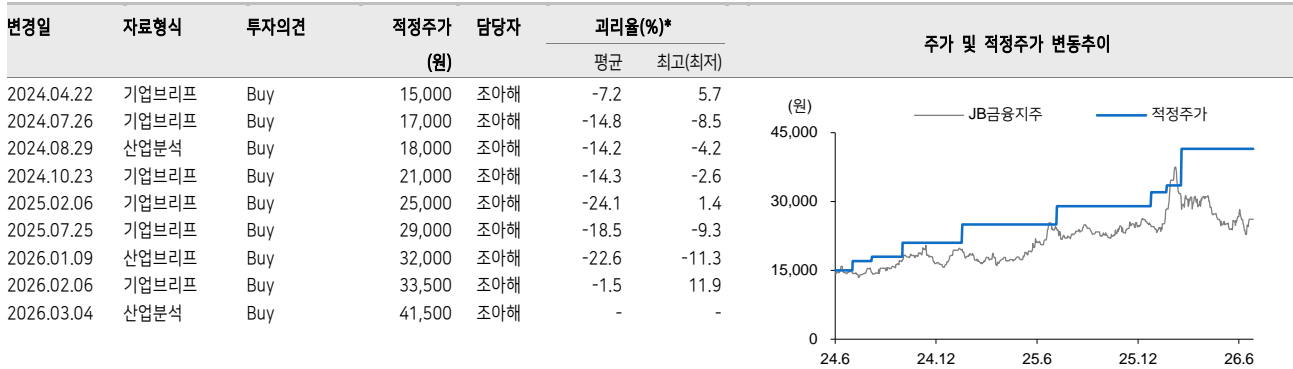 변경일 자료형식 투자의견 적정주가 담당자 괴리율(%)* 주가 및 적정주가 변동추이
(원) 평균 최고(최저)
2024.04.22 기업브리프 Buy 15,000 조아해 -7.2 5.7
2024.07.26 기업브리프 Buy 17,000 조아해 -14.8 -8.5
2024.08.29 산업분석 Buy 18,000 조아해 -14.2 -4.2
2024.10.23 기업브리프 Buy 21,000 조아해 -14.3 -2.6
2025.02.06 기업브리프 Buy 25,000 조아해 -24.1 1.4
2025.07.25 기업브리프 Buy 29,000 조아해 -18.5 -9.3
2026.01.09 산업브리프 Buy 32,000 조아해 -22.6 -11.3
2026.02.06 기업브리프 Buy 33,500 조아해 -1.5 11.9
2026.03.04 산업분석 Buy 41,500 조아해 - -
(원)
JB금융지주 적정주가
45,000
30,000
15,000
0
24.6 24.12 25.6 25.12 26.6